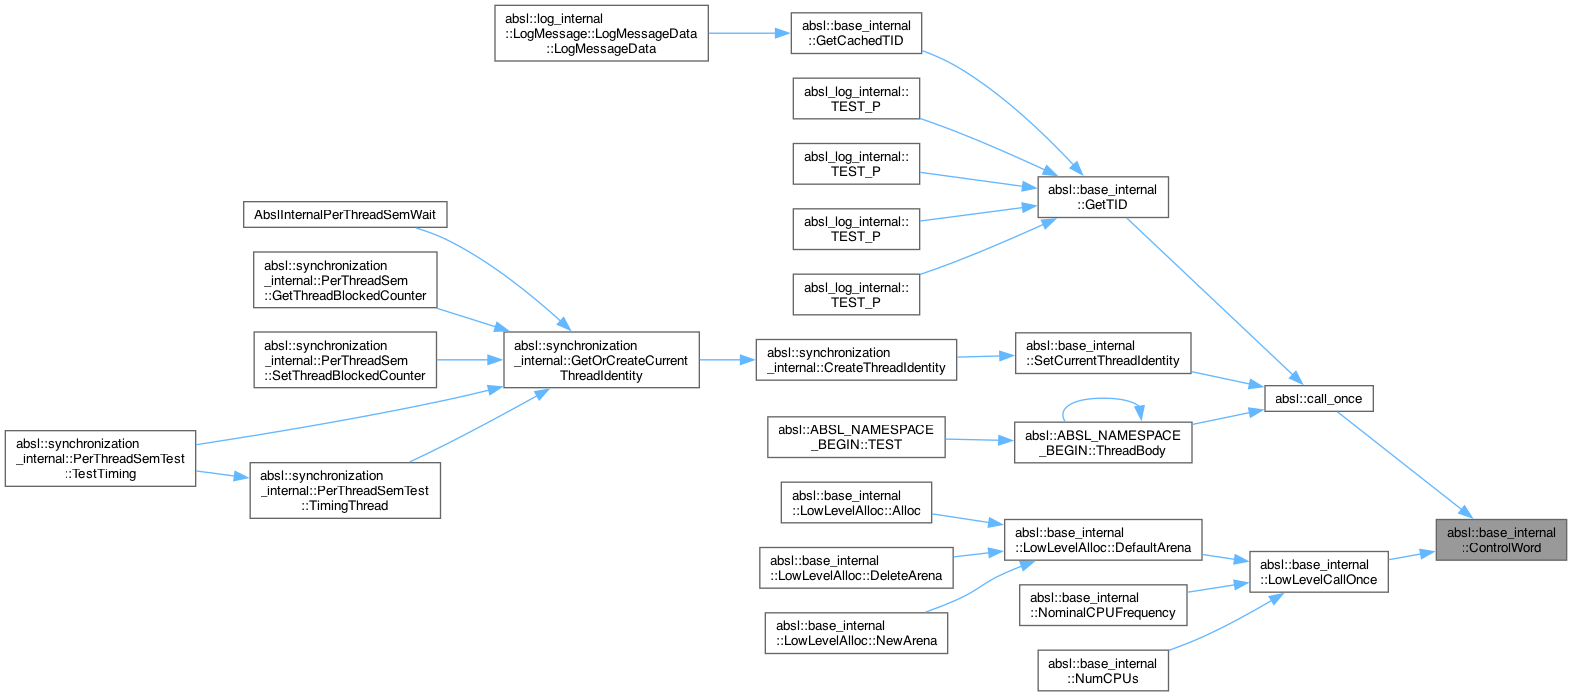 absl::log_internal
::LogMessage::LogMessageData
::LogMessageData
absl::base_internal
::GetCachedTID
absl_log_internal::
TEST_P
absl_log_internal::
TEST_P
absl_log_internal::
TEST_P
absl_log_internal::
TEST_P
absl::base_internal
::GetTID
AbslInternalPerThreadSemWait
absl::synchronization
_internal::PerThreadSem
::GetThreadBlockedCounter
absl::synchronization
_internal::PerThreadSem
::SetThreadBlockedCounter
absl::synchronization
_internal::GetOrCreateCurrent
ThreadIdentity
absl::synchronization
_internal::CreateThreadIdentity
absl::base_internal
::SetCurrentThreadIdentity
absl::call_once
absl::ABSL_NAMESPACE
_BEGIN::TEST
absl::ABSL_NAMESPACE
_BEGIN::ThreadBody
absl::synchronization
_internal::PerThreadSemTest
::TestTiming
absl::synchronization
_internal::PerThreadSemTest
::TimingThread
absl::base_internal
::LowLevelAlloc::Alloc
absl::base_internal
::LowLevelAlloc::DeleteArena
absl::base_internal
::LowLevelAlloc::NewArena
absl::base_internal
::LowLevelAlloc::DefaultArena
absl::base_internal
::NominalCPUFrequency
absl::base_internal
::NumCPUs
absl::base_internal
::LowLevelCallOnce
absl::base_internal
::ControlWord